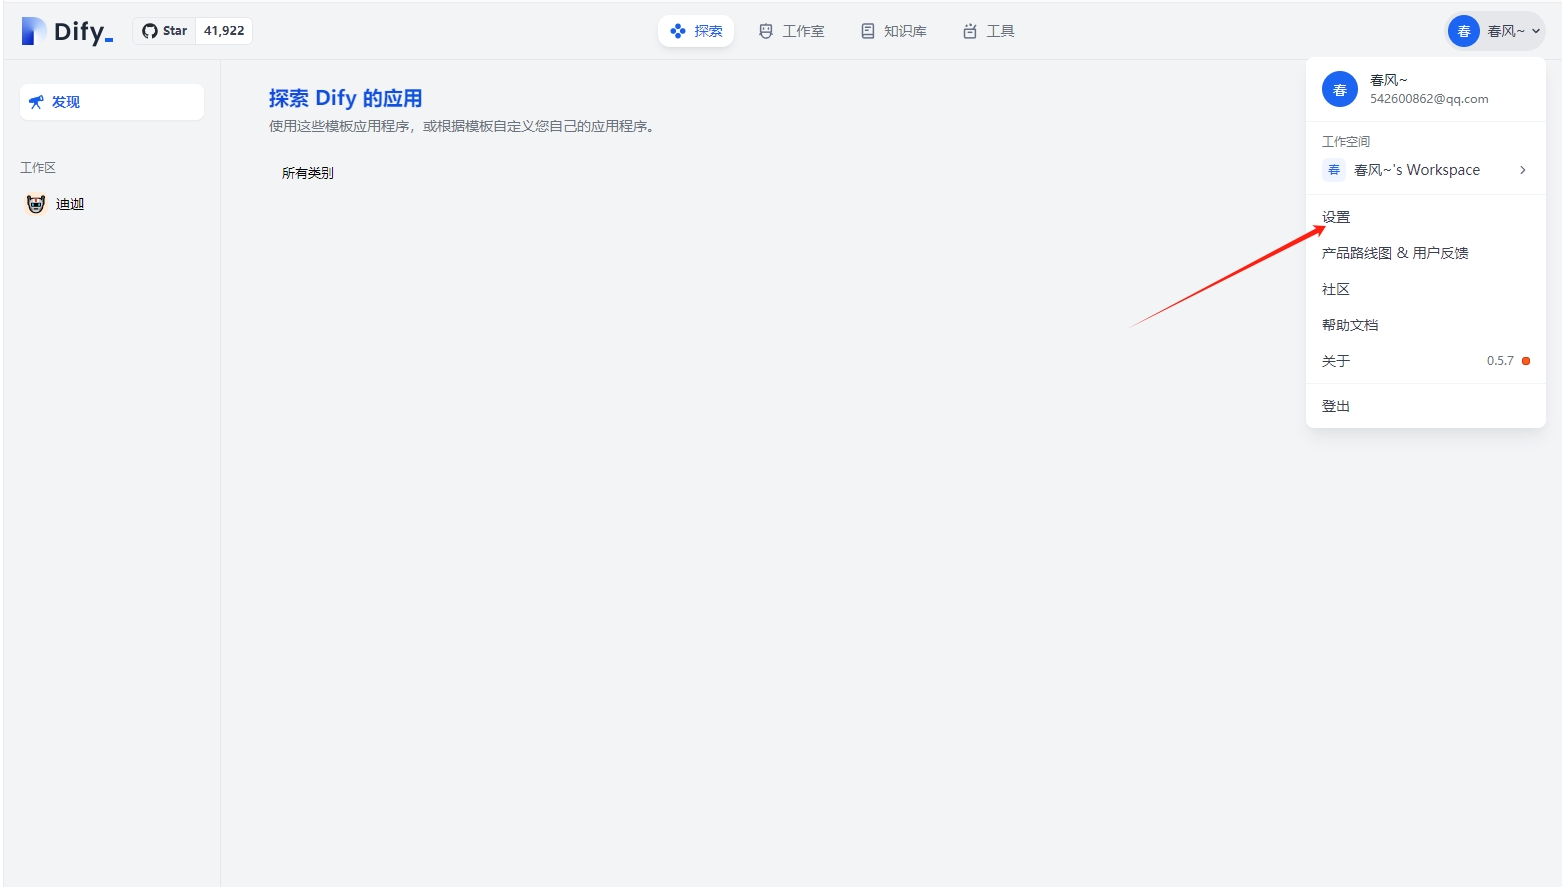 Dify_
Star 41,922
探索 工作室 知识库 工具
春 春风~
发现
工作区
迪迦
探索 Dify 的应用
使用这些模板应用程序，或根据模板自定义您自己的应用程序。
所有类别
春 春风~
542600862@qq.com
工作空间
春 春风~'s Workspace
设置
产品路线图 & 用户反馈
社区
帮助文档
关于 0.5.7
登出